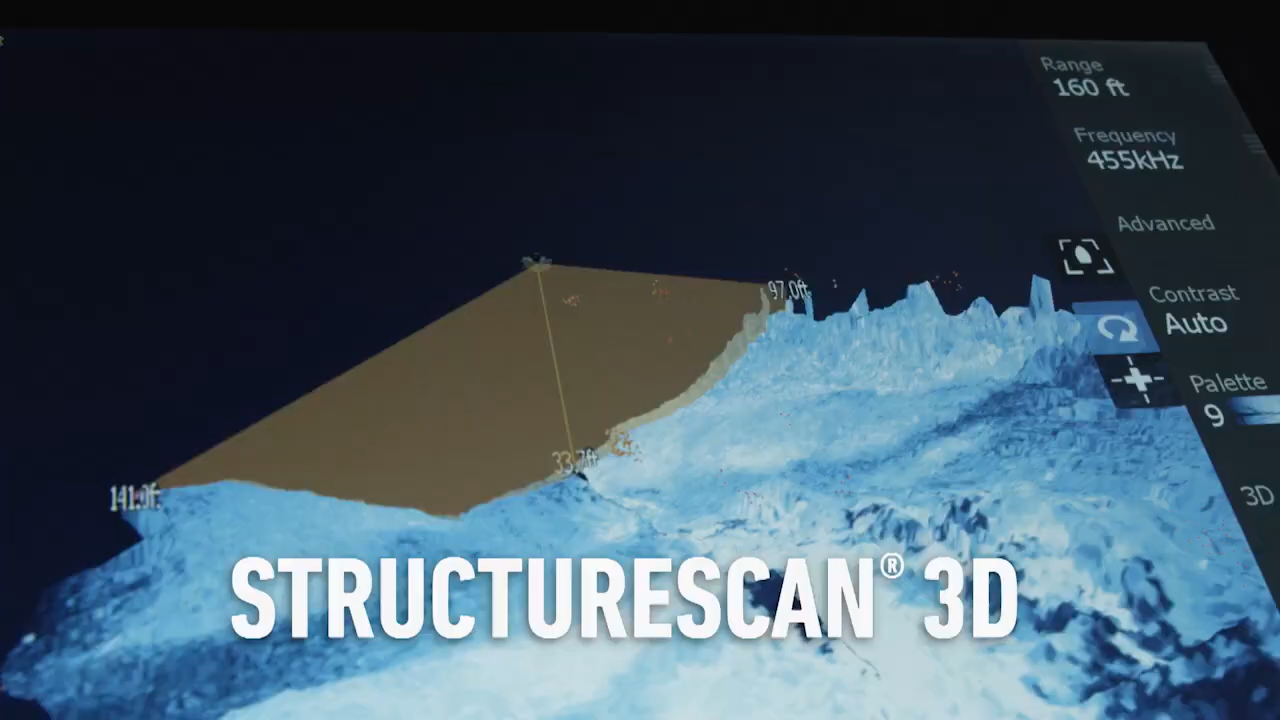 Range
160 ft
Frequency
455kHz
Advanced
Contrast
Auto
Palette
9
3D
97.0ft
33.7ft
141.0ft
STRUCTURESCAN® 3D